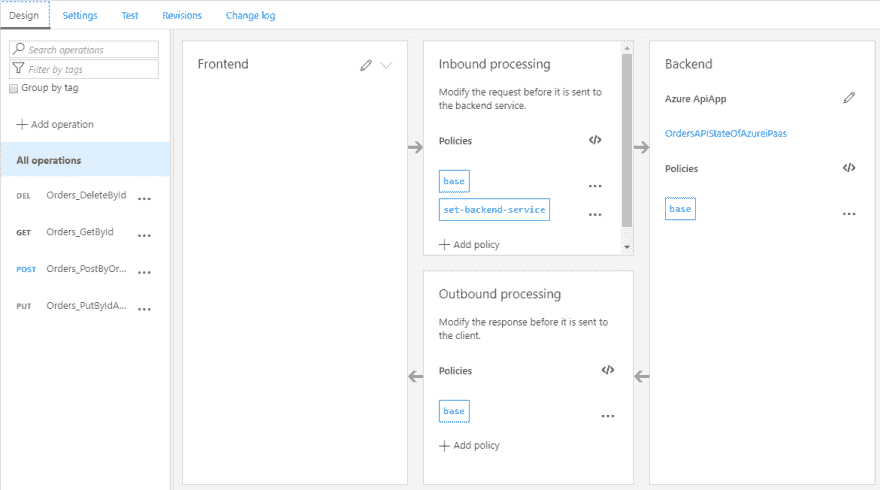 Design Settings Test Revisions Change log
Search operations
Filter by tags
Group by tag
Add operation
All operations
DEL Orders_DeleteById ...
GET Orders_GetById ...
POST Orders_PostByOr... ...
PUT Orders_PutByIdA... ...
Frontend
Inbound processing
Modify the request before it is sent to
the backend service.
Policies </>
base ...
set-backend-service ...
+ Add policy
Outbound processing
Modify the response before it is sent to
the client.
Policies </>
base ...
+ Add policy
Backend
Azure ApiApp
OrdersAPIStateOfAzureiPaas
Policies </>
base ...